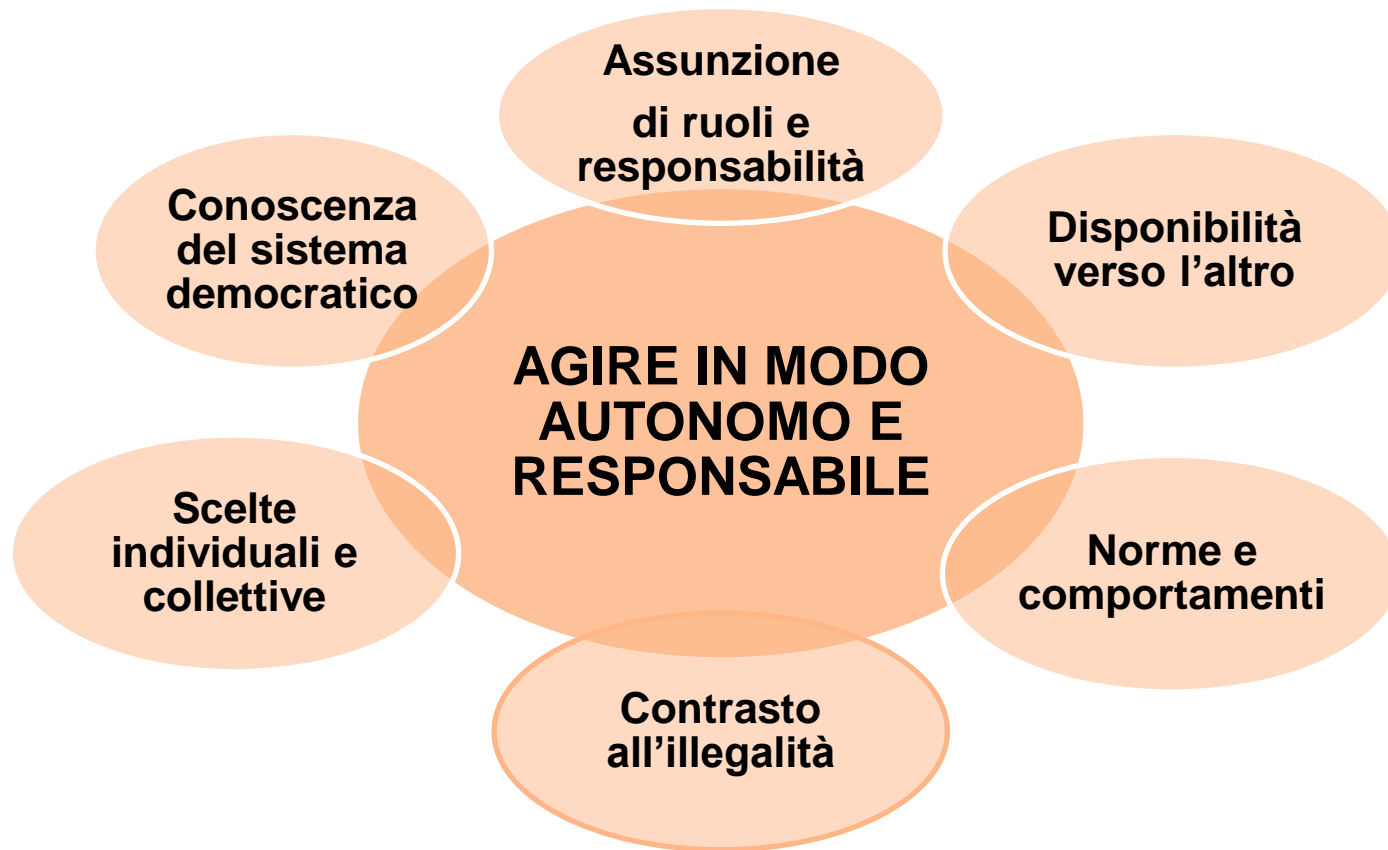 Assunzione
di ruoli e
responsabilità
Conoscenza
del sistema
democratico
Disponibilità
verso l’altro
AGIRE IN MODO
AUTONOMO E
RESPONSABILE
Scelte
individuali e
collettive
Norme e
comportamenti
Contrasto
all’illegalità